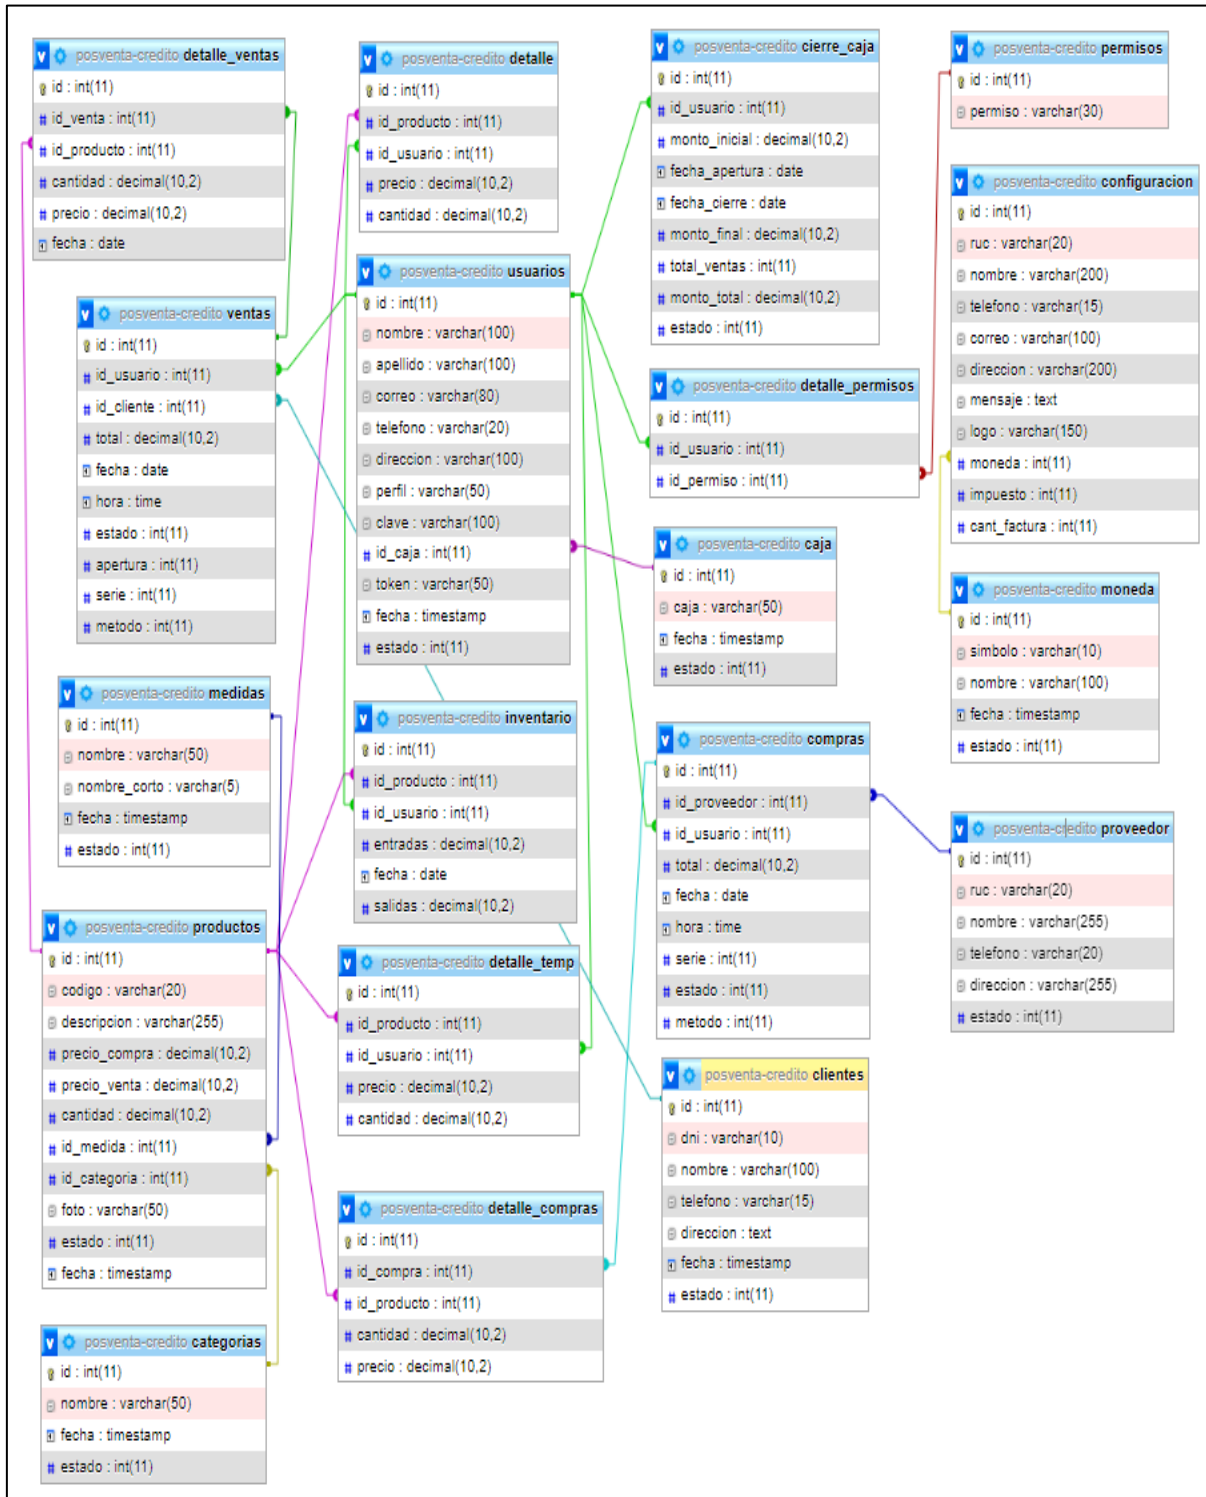 posventa-credito detalle_ventas
id : int(11)
id_venta : int(11)
id_producto : int(11)
cantidad : decimal(10,2)
precio : decimal(10,2)
fecha : date
posventa-credito detalle
id : int(11)
id_producto : int(11)
id_usuario : int(11)
precio : decimal(10,2)
cantidad : decimal(10,2)
posventa-credito cierre_caja
id : int(11)
id_usuario : int(11)
monto_inicial : decimal(10,2)
fecha_apertura : date
fecha_cierre : date
monto_final : decimal(10,2)
total_ventas : int(11)
monto_total : decimal(10,2)
estado : int(11)
posventa-credito permisos
id : int(11)
permiso : varchar(30)
posventa-credito configuracion
id : int(11)
ruc : varchar(20)
nombre : varchar(200)
telefono : varchar(15)
correo : varchar(100)
direccion : varchar(200)
mensaje : text
logo : varchar(150)
moneda : int(11)
impuesto : int(11)
cant_factura : int(11)
posventa-credito usuarios
id : int(11)
nombre : varchar(100)
apellido : varchar(100)
correo : varchar(80)
telefono : varchar(20)
direccion : varchar(100)
perfil : varchar(50)
clave : varchar(100)
id_caja : int(11)
token : varchar(50)
fecha : timestamp
estado : int(11)
posventa-credito ventas
id : int(11)
id_usuario : int(11)
id_cliente : int(11)
total : decimal(10,2)
fecha : date
hora : time
estado : int(11)
apertura : int(11)
serie : int(11)
metodo : int(11)
posventa-credito detalle_permisos
id : int(11)
id_usuario : int(11)
id_permiso : int(11)
posventa-credito caja
id : int(11)
caja : varchar(50)
fecha : timestamp
estado : int(11)
posventa-credito moneda
id : int(11)
simbolo : varchar(10)
nombre : varchar(100)
fecha : timestamp
estado : int(11)
posventa-credito medidas
id : int(11)
nombre : varchar(50)
nombre_corto : varchar(5)
fecha : timestamp
estado : int(11)
posventa-credito inventario
id : int(11)
id_producto : int(11)
id_usuario : int(11)
entradas : decimal(10,2)
fecha : date
salidas : decimal(10,2)
posventa-credito compras
id : int(11)
id_proveedor : int(11)
id_usuario : int(11)
total : decimal(10,2)
fecha : date
hora : time
serie : int(11)
estado : int(11)
metodo : int(11)
posventa-credito proveedor
id : int(11)
ruc : varchar(20)
nombre : varchar(255)
telefono : varchar(20)
direccion : varchar(255)
estado : int(11)
posventa-credito productos
id : int(11)
codigo : varchar(20)
descripcion : varchar(255)
precio_compra : decimal(10,2)
precio_venta : decimal(10,2)
cantidad : decimal(10,2)
id_medida : int(11)
id_categoria : int(11)
foto : varchar(50)
estado : int(11)
fecha : timestamp
posventa-credito detalle_temp
id : int(11)
id_producto : int(11)
id_usuario : int(11)
precio : decimal(10,2)
cantidad : decimal(10,2)
posventa-credito clientes
id : int(11)
dni : varchar(10)
nombre : varchar(100)
telefono : varchar(15)
direccion : text
fecha : timestamp
estado : int(11)
posventa-credito detalle_compras
id : int(11)
id_compra : int(11)
id_producto : int(11)
cantidad : decimal(10,2)
precio : decimal(10,2)
posventa-credito categorias
id : int(11)
nombre : varchar(50)
fecha : timestamp
estado : int(11)